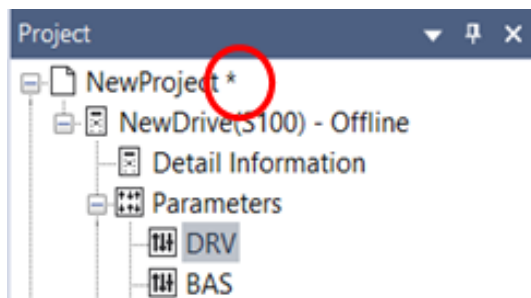 Project
NewProject *
NewDrive(S100) - Offline
Detail Information
Parameters
DRV
BAS